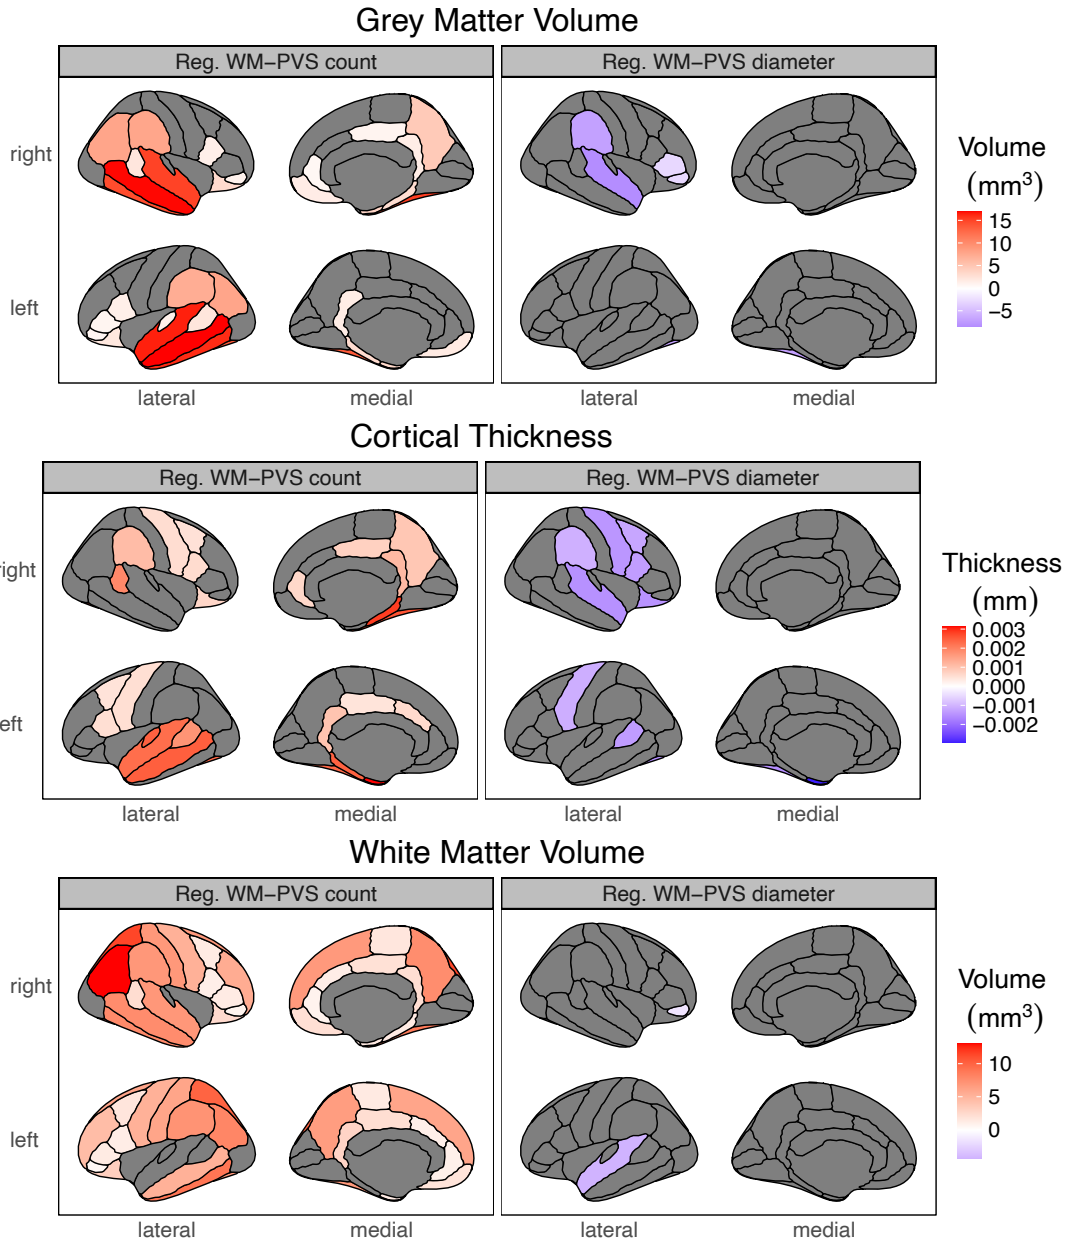 Grey Matter Volume
Reg. WM−PVS count
Reg. WM−PVS diameter
right
left
lateral
medial
lateral
medial
Volume
(mm³)
15
10
5
0
−5
Cortical Thickness
Reg. WM−PVS count
Reg. WM−PVS diameter
right
left
lateral
medial
lateral
medial
Thickness
(mm)
0.003
0.002
0.001
0.000
−0.001
−0.002
White Matter Volume
Reg. WM−PVS count
Reg. WM−PVS diameter
right
left
lateral
medial
lateral
medial
Volume
(mm³)
10
5
0